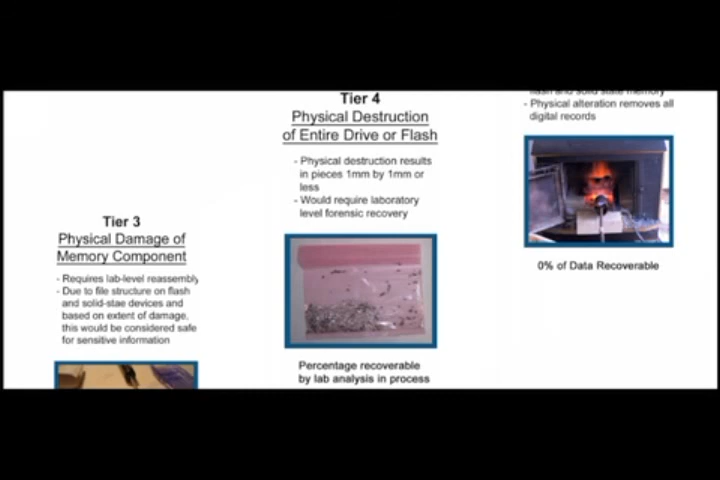 Tier 3
Physical Damage of
Memory Component
- Requires lab-level reassembly
- Due to file structure on flash
and solid-stae devices and
based on extent of damage,
this would be considered safe
for sensitive information
Tier 4
Physical Destruction
of Entire Drive or Flash
- Physical destruction results
in pieces 1mm by 1mm or
less
- Would require laboratory
level forensic recovery
Percentage recoverable
by lab analysis in process
flash and solid state memory
- Physical alteration removes all
digital records
0% of Data Recoverable